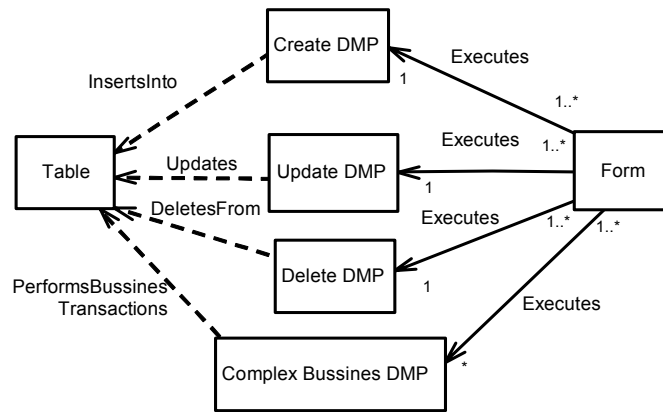 Create DMP
Executes
1
InsertsInto
1..*
Table
Updates
Update DMP
Executes
1..*
Form
1
DeletesFrom
Executes
1..*
1..*
Delete DMP
1
PerformsBussines
Transactions
Executes
Complex Bussines DMP
*